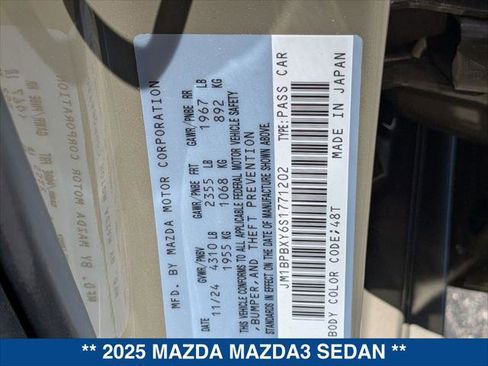 MFD. BY MAZDA MOTOR CORPORATION
DATE GVWR/PNBV GAWR/PNBE FRT GAWR/PNBE RR
11/24 4310 LB 2355 LB 1967 LB
1955 KG 1068 KG 892 KG
THIS VEHICLE CONFORMS TO ALL APPLICABLE FEDERAL MOTOR VEHICLE SAFETY
, BUMPER, AND THEFT PREVENTION
STANDARDS IN EFFECT ON THE DATE OF MANUFACTURE SHOWN ABOVE.
JM1BPBXY6S1771202 TYPE: PASS CAR
BODY COLOR CODE: 48T MADE IN JAPAN
** 2025 MAZDA MAZDA3 SEDAN **